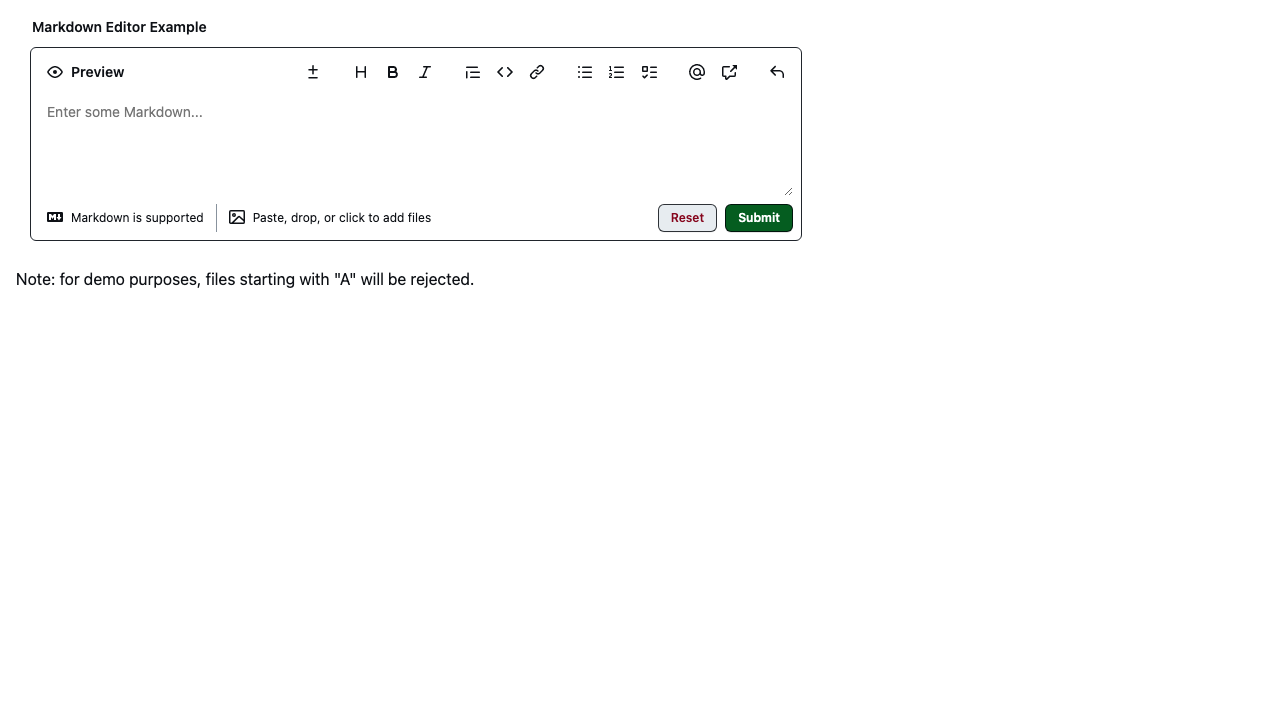 Markdown Editor Example
Preview
Enter some Markdown...
Markdown is supported
Paste, drop, or click to add files
Reset
Submit
Note: for demo purposes, files starting with "A" will be rejected.